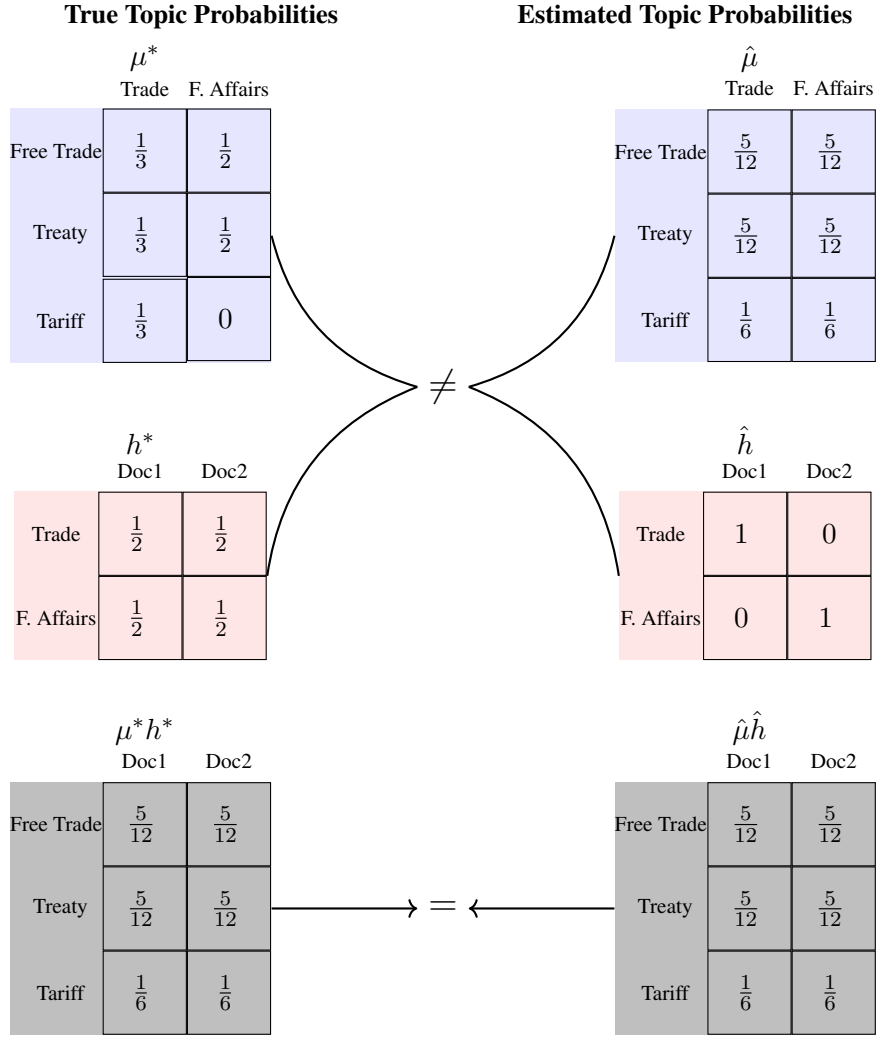 True Topic Probabilities Estimated Topic Probabilities
μ* μ̂
Trade F. Affairs Trade F. Affairs
Free Trade 1/3 1/2 Free Trade 5/12 5/12
Treaty 1/3 1/2 Treaty 5/12 5/12
Tariff 1/3 0 Tariff 1/6 1/6
≠
h* ĥ
Doc1 Doc2 Doc1 Doc2
Trade 1/2 1/2 Trade 1 0
F. Affairs 1/2 1/2 F. Affairs 0 1
μ*h* μ̂ĥ
Doc1 Doc2 Doc1 Doc2
Free Trade 5/12 5/12 Free Trade 5/12 5/12
Treaty 5/12 5/12 = Treaty 5/12 5/12
Tariff 1/6 1/6 Tariff 1/6 1/6